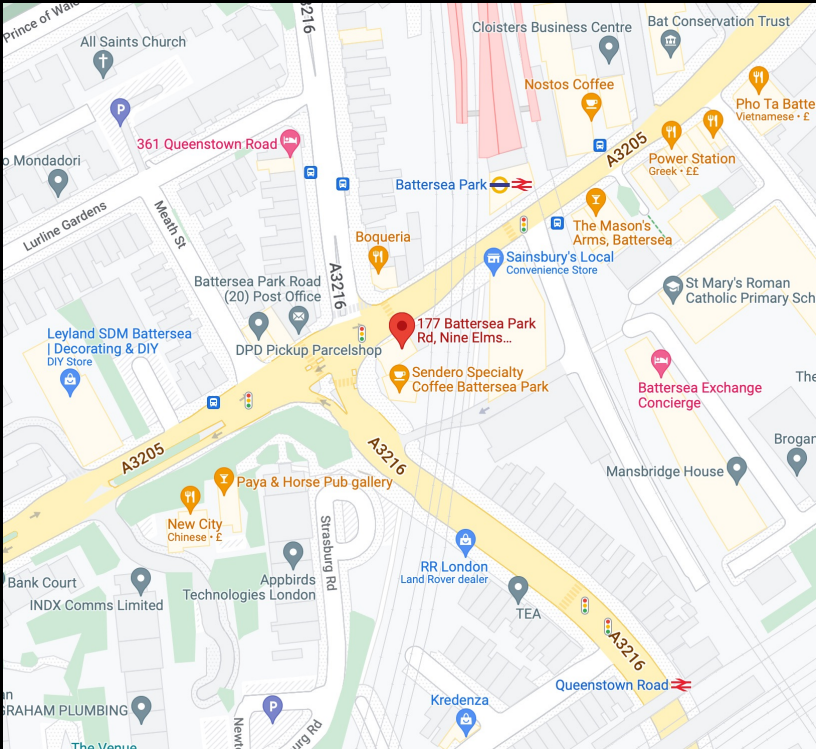 Prince of Wale
A3216
Cloisters Business Centre
Bat Conservation Trust
All Saints Church
Nostos Coffee
P
Pho Ta Batte
Vietnamese • £
361 Queenstown Road
A3205
Power Station
Greek • ££
o Mondadori
Battersea Park
Lurline Gardens
Meath St
The Mason's
Arms, Battersea
Boqueria
Sainsbury's Local
Convenience Store
A3216
Battersea Park Road
(20) Post Office
St Mary's Roman
Catholic Primary Sch
177 Battersea Park
Rd, Nine Elms...
Leyland SDM Battersea
| Decorating & DIY
DIY Store
DPD Pickup Parcelshop
Sendero Specialty
Coffee Battersea Park
Battersea Exchange
Concierge
The
A3205
A3216
Brogan
Mansbridge House
Paya & Horse Pub gallery
New City
Chinese • £
Strasburg Rd
RR London
Land Rover dealer
Bank Court
INDX Comms Limited
Appbirds
Technologies London
TEA
A3216
Queenstown Road
an
GRAHAM PLUMBING
P
Kredenza
Newt
urg Rd
The Venue